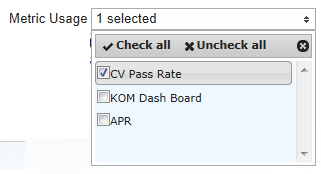 Metric Usage 1 selected
Check all Uncheck all
CV Pass Rate
KOM Dash Board
APR